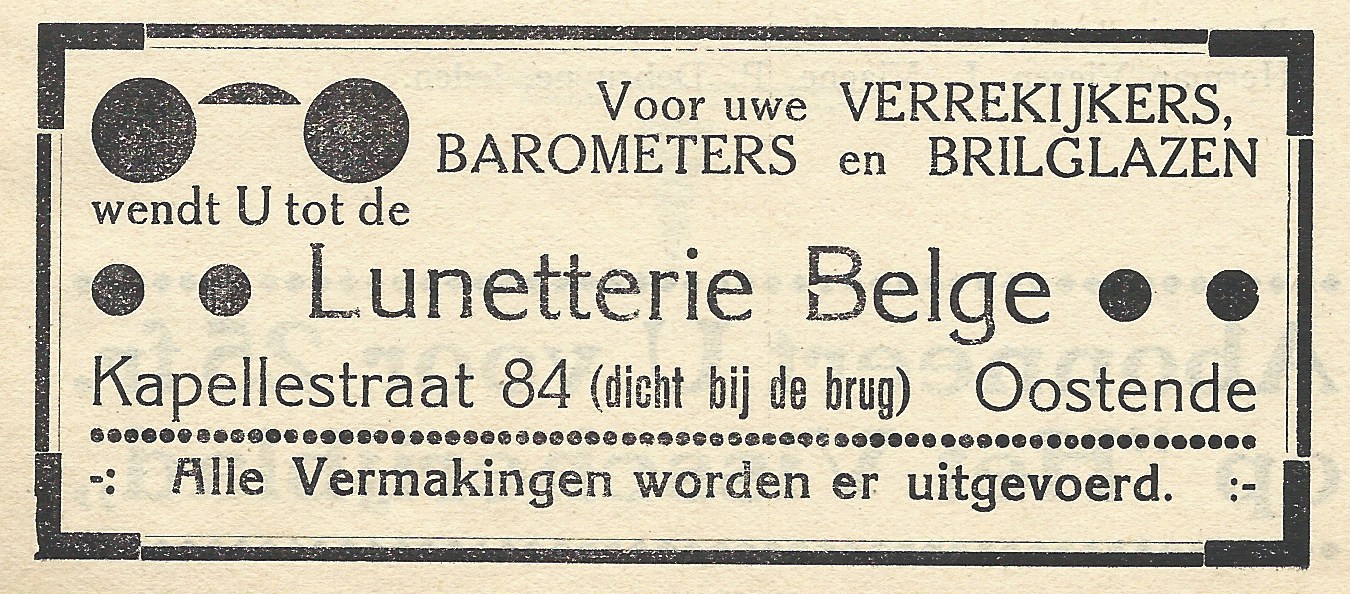 Voor uwe VERREKIJKERS,
BAROMETERS en BRILGLAZEN
wendt U tot de
Lunetterie Belge
Kapellestraat 84 (dicht bij de brug) Oostende
-: Alle Vermakingen worden er uitgevoerd. :-